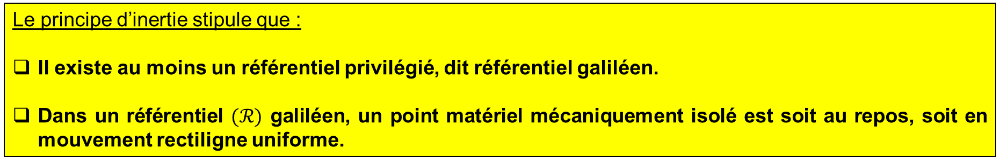 Le principe d’inertie stipule que :
❑ Il existe au moins un référentiel privilégié, dit référentiel galiléen.
❑ Dans un référentiel (ℛ) galiléen, un point matériel mécaniquement isolé est soit au repos, soit en
mouvement rectiligne uniforme.